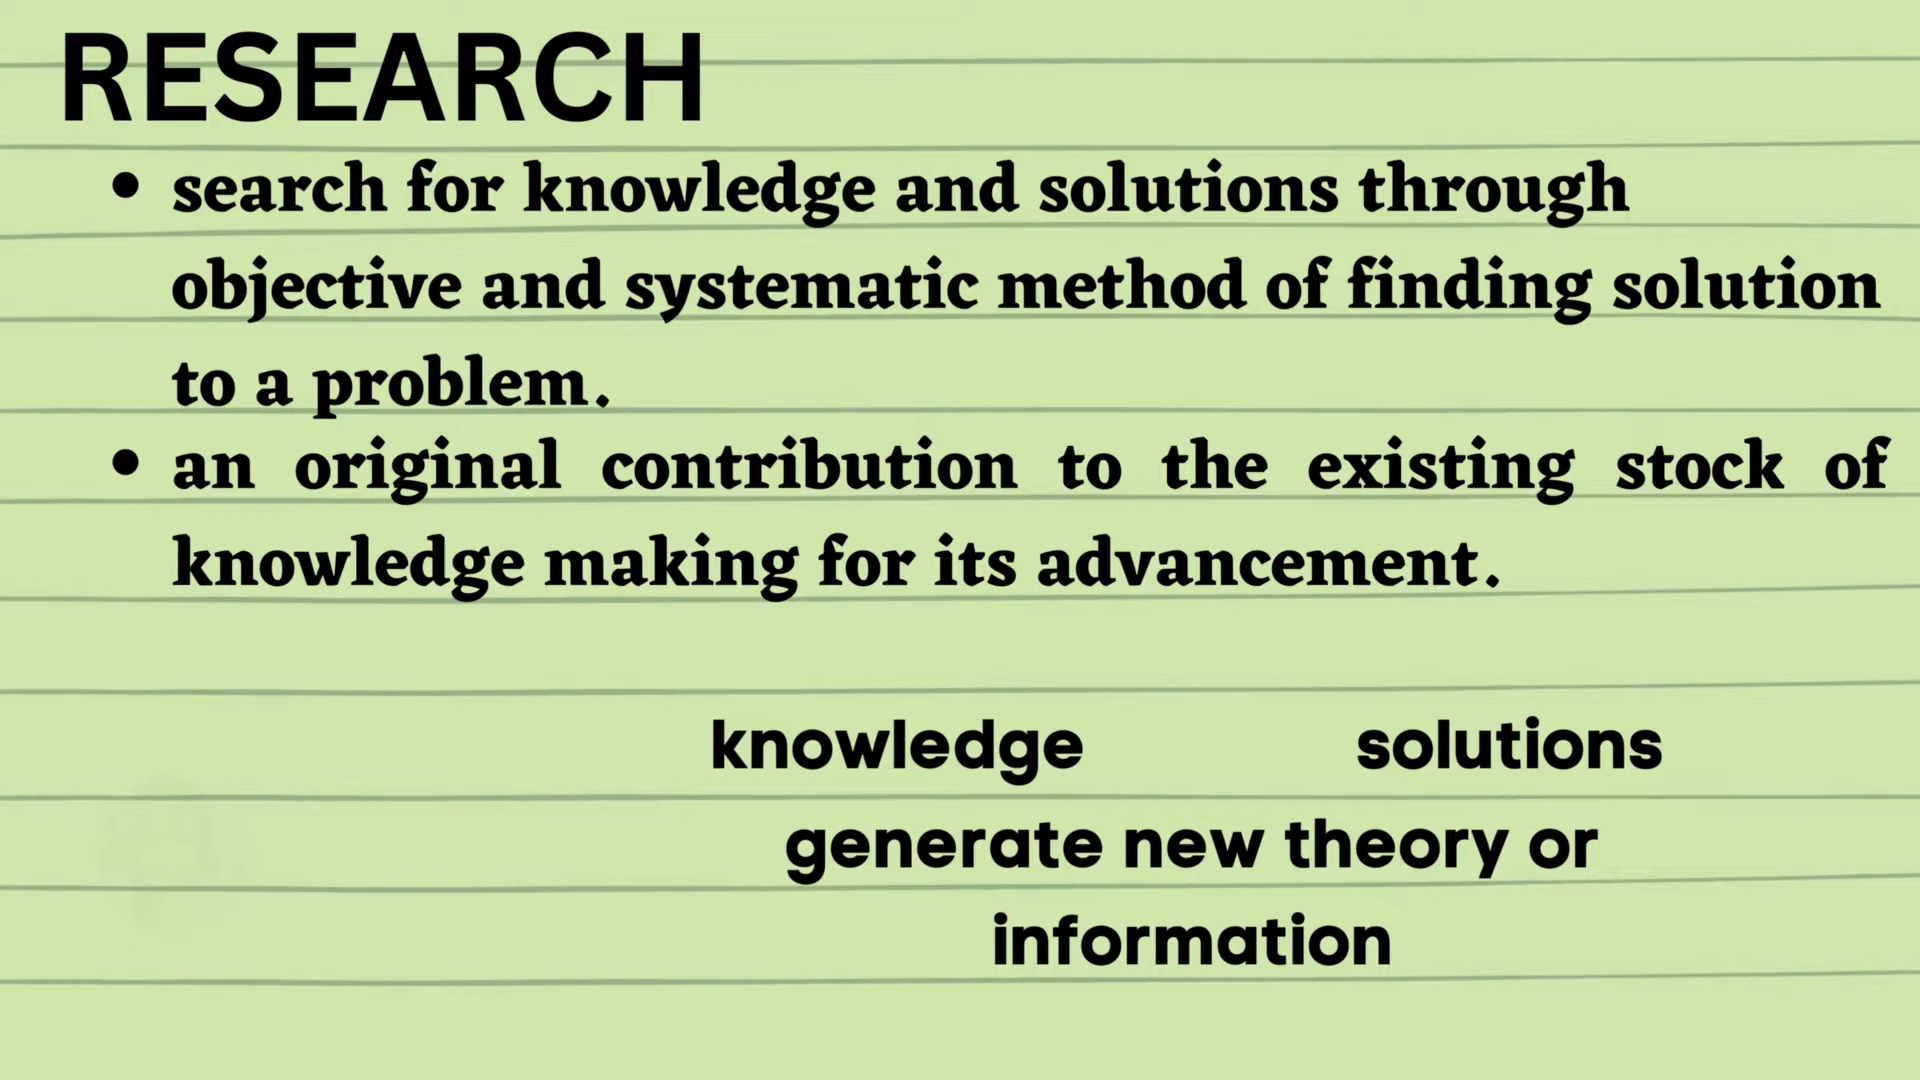 RESEARCH
• search for knowledge and solutions through
objective and systematic method of finding solution
to a problem.
• an original contribution to the existing stock of
knowledge making for its advancement.
knowledge solutions
generate new theory or
information